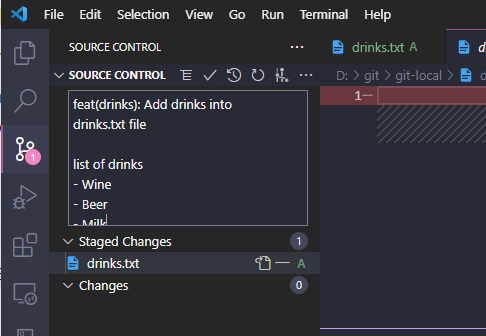 File Edit Selection View Go Run Terminal Help
SOURCE CONTROL
drinks.txt A
SOURCE CONTROL
D: > git > git-local >
feat(drinks): Add drinks into
drinks.txt file
list of drinks
- Wine
- Beer
- Milk
1
1—
Staged Changes 1
drinks.txt A
Changes 0